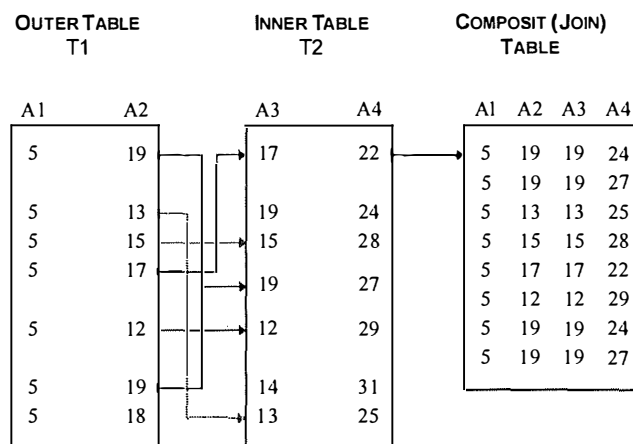 OUTER TABLE INNER TABLE COMPOSIT (JOIN)
T1 T2 TABLE
A1 A2 A3 A4 A1 A2 A3 A4
5 19 17 22 5 19 19 24
5 19 19 27
5 13 19 24 5 13 13 25
5 15 15 28 5 15 15 28
5 17 5 17 17 22
19 27
5 12 12 29 5 12 12 29
5 19 19 24
5 19 19 27
5 19 14 31
5 18 13 25